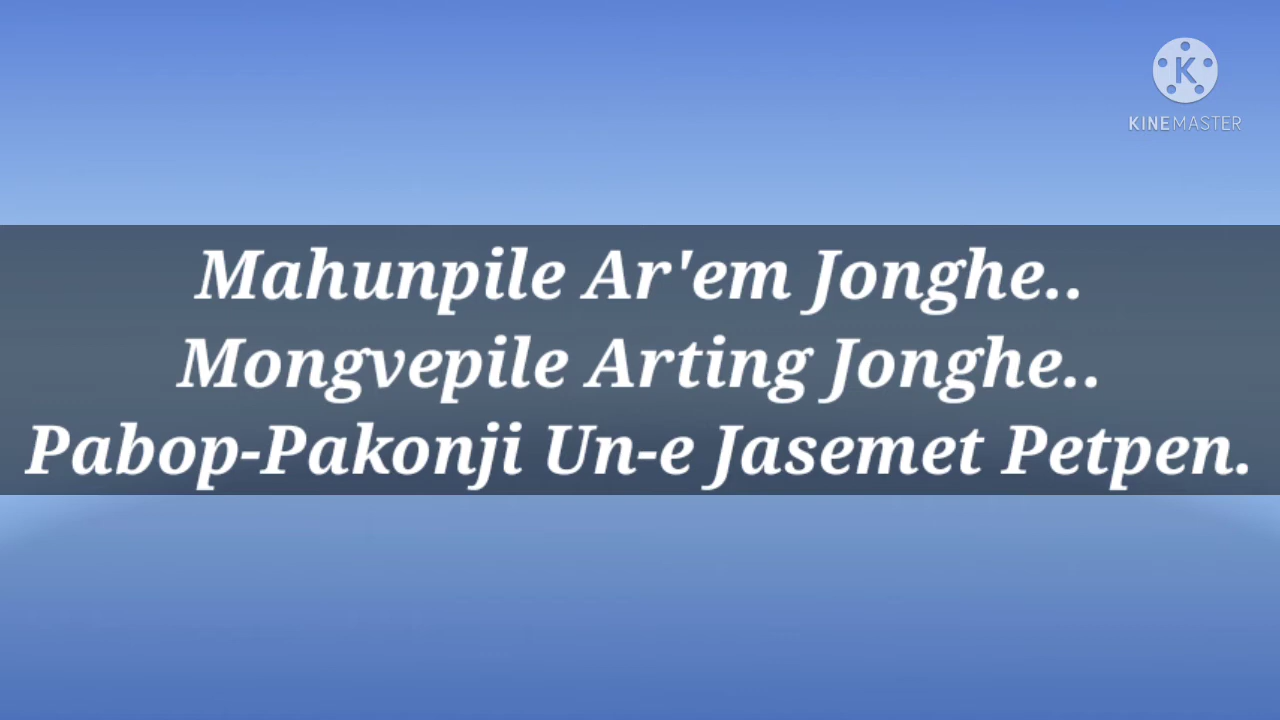 KINEMASTER
Mahunpile Ar'em Jonghe..
Mongvepile Arting Jonghe..
Pabop-Pakonji Un-e Jasemet Petpen.